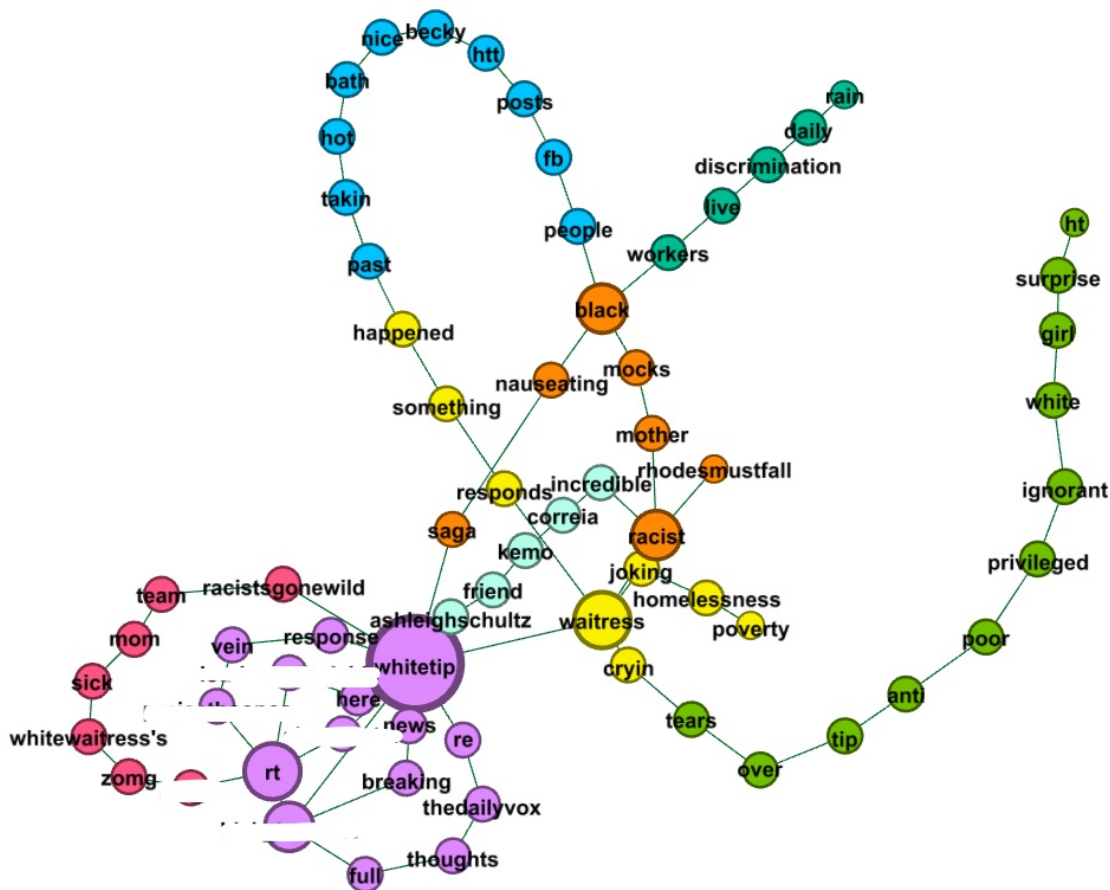 becky
nice
htt
bath
posts
rain
hot
daily
fb
discrimination
takin
live
people
ht
workers
past
surprise
black
happened
girl
mocks
nauseating
white
something
mother
rhodesmustfall
incredible
ignorant
responds
correia
saga
racist
kemo
privileged
joking
racistsgonewild
friend
team
homelessness
ashleighschultz
waitress
poverty
response
mom
vein
poor
whitetip
cryin
sick
anti
here
tears
news
whitewaitress's
re
tip
over
rt
zomg
breaking
thedailyvox
thoughts
full